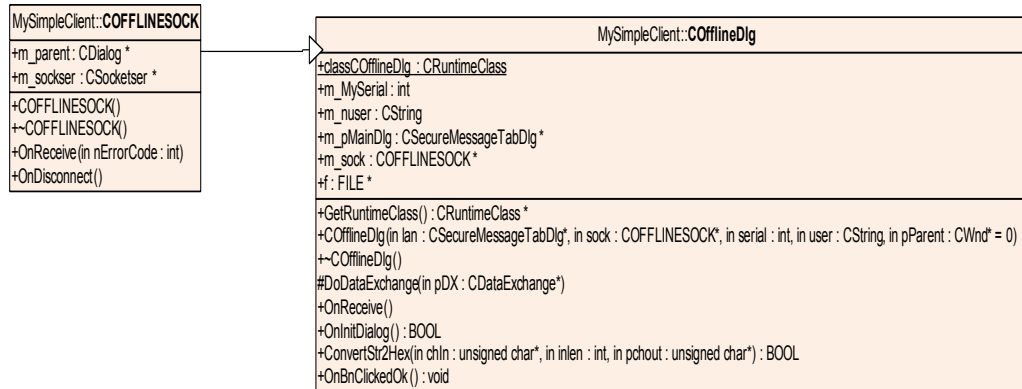 MySimpleClient::COFFLINESOCK
+m_parent : CDialog *
+m_sockser : CSocketser *
+COFFLINESOCK()
+~COFFLINESOCK()
+OnReceive(in nErrorCode : int)
+OnDisconnect()
MySimpleClient::COfflineDlg
+classCOfflineDlg : CRuntimeClass
+m_MySerial : int
+m_nuser : CString
+m_pMainDlg : CSecureMessageTabDlg *
+m_sock : COFFLINESOCK *
+f : FILE *
+GetRuntimeClass() : CRuntimeClass *
+COfflineDlg(in lan : CSecureMessageTabDlg*, in sock : COFFLINESOCK*, in serial : int, in user : CString, in pParent : CWnd* = 0)
+~COfflineDlg()
#DoDataExchange(in pDX : CDataExchange*)
+OnReceive()
+OnInitDialog() : BOOL
+ConvertStr2Hex(in chIn : unsigned char*, in inlen : int, in pchout : unsigned char*) : BOOL
+OnBnClickedOk() : void